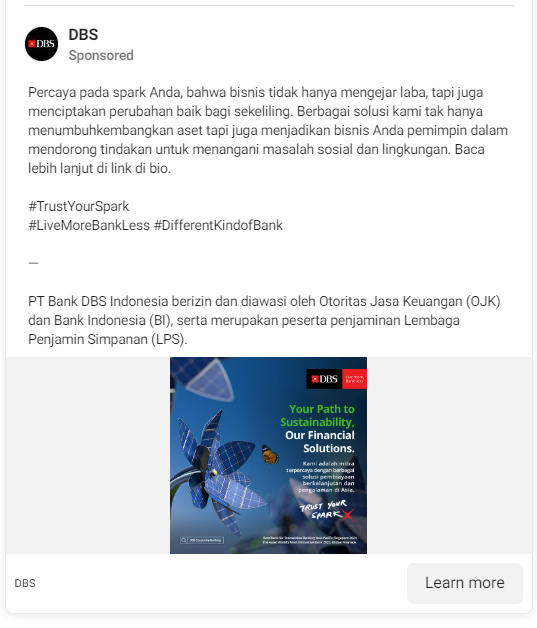 DBS
DBS
Sponsored
Percaya pada spark Anda, bahwa bisnis tidak hanya mengejar laba, tapi juga
menciptakan perubahan baik bagi sekeliling. Berbagai solusi kami tak hanya
menumbuhkembangkan aset tapi juga menjadikan bisnis Anda pemimpin dalam
mendorong tindakan untuk menangani masalah sosial dan lingkungan. Baca
lebih lanjut di link di bio.
#TrustYourSpark
#LiveMoreBankLess #DifferentKindofBank
—
PT Bank DBS Indonesia berizin dan diawasi oleh Otoritas Jasa Keuangan (OJK)
dan Bank Indonesia (BI), serta merupakan peserta penjaminan Lembaga
Penjamin Simpanan (LPS).
DBS
Live more,
Bank less
Your Path to
Sustainability,
Our Financial
Solutions.
Kami adalah mitra
terpercaya dengan berbagai
solusi pembiayaan
berkelanjutan dan
pengalaman di Asia.
TRUST YOUR
SPARK
DBS Corporate Banking
DBS
Learn more